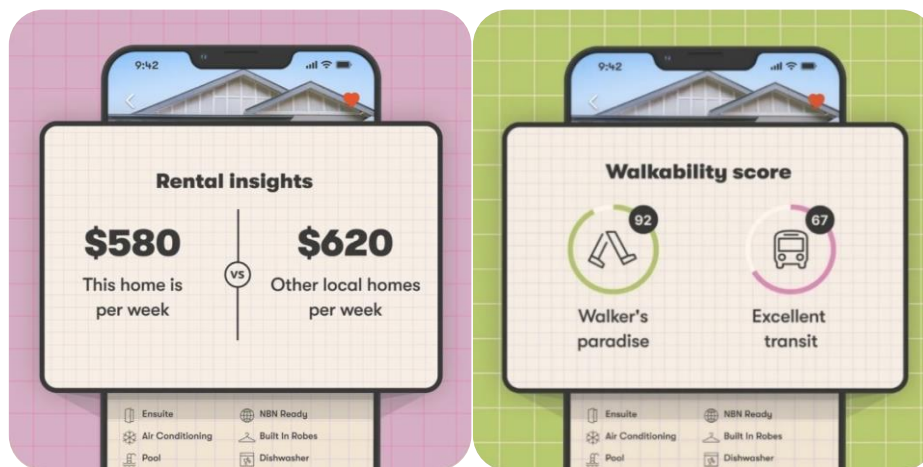 9:42
Rental insights
$580
VS
$620
This home is
per week
Other local homes
per week
Ensuite
NBN Ready
Air Conditioning
Built In Robes
Pool
Dishwasher
9:42
Walkability score
92
67
Walker's
paradise
Excellent
transit
Ensuite
NBN Ready
Air Conditioning
Built In Robes
Pool
Dishwasher